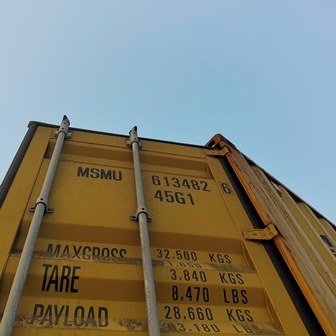 MSMU 613482 6
45G1
MAXGROSS 32.500 KGS
TARE 3.840 KGS
8.470 LBS
PAYLOAD 28.660 KGS